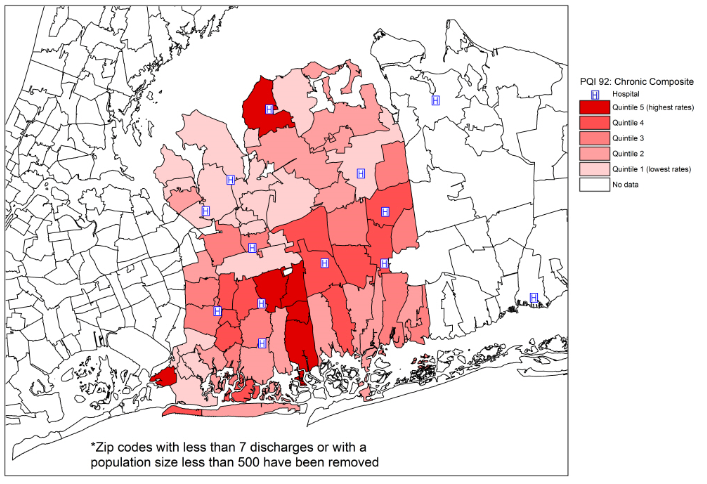 PQI 92: Chronic Composite
H Hospital
Quintile 5 (highest rates)
Quintile 4
Quintile 3
Quintile 2
Quintile 1 (lowest rates)
No data
H
H
H
H
H
H
H
H
H
H
H
H
H
*Zip codes with less than 7 discharges or with a
population size less than 500 have been removed